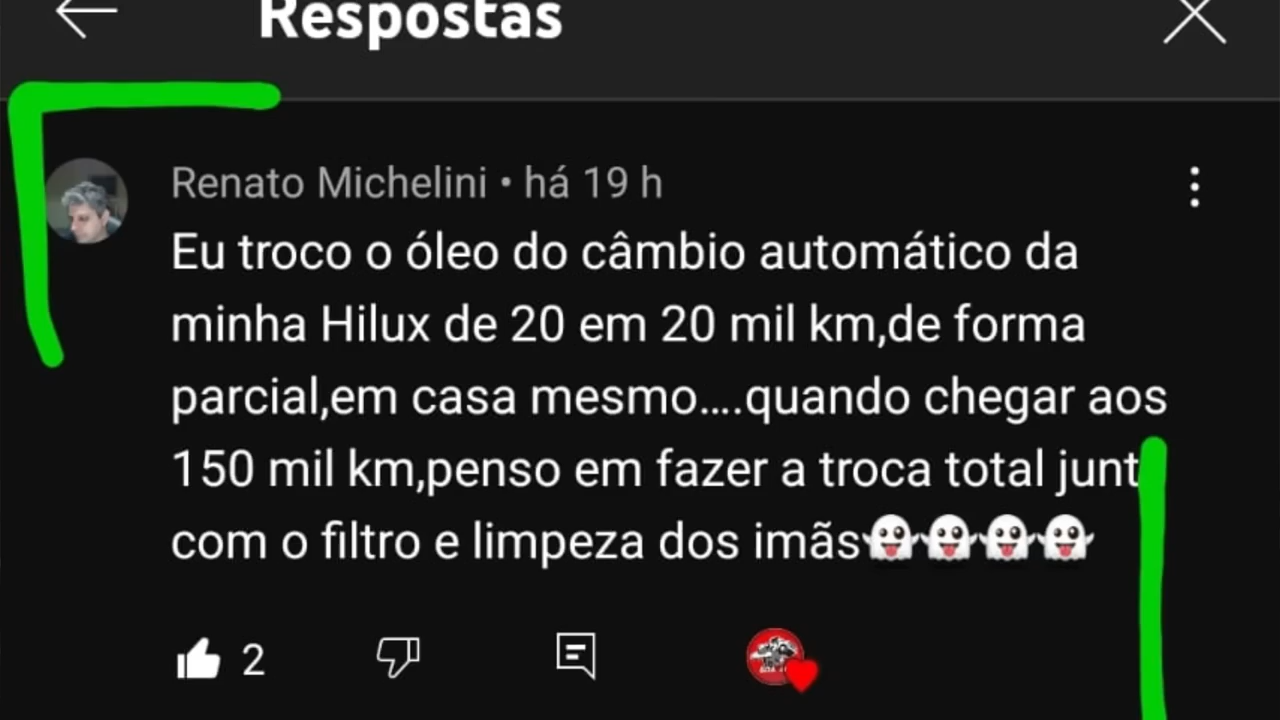 Respostas
Renato Michelini • há 19 h
Eu troco o óleo do câmbio automático da
minha Hilux de 20 em 20 mil km,de forma
parcial,em casa mesmo....quando chegar aos
150 mil km,penso em fazer a troca total junt
com o filtro e limpeza dos imãs👻👻👻👻
2